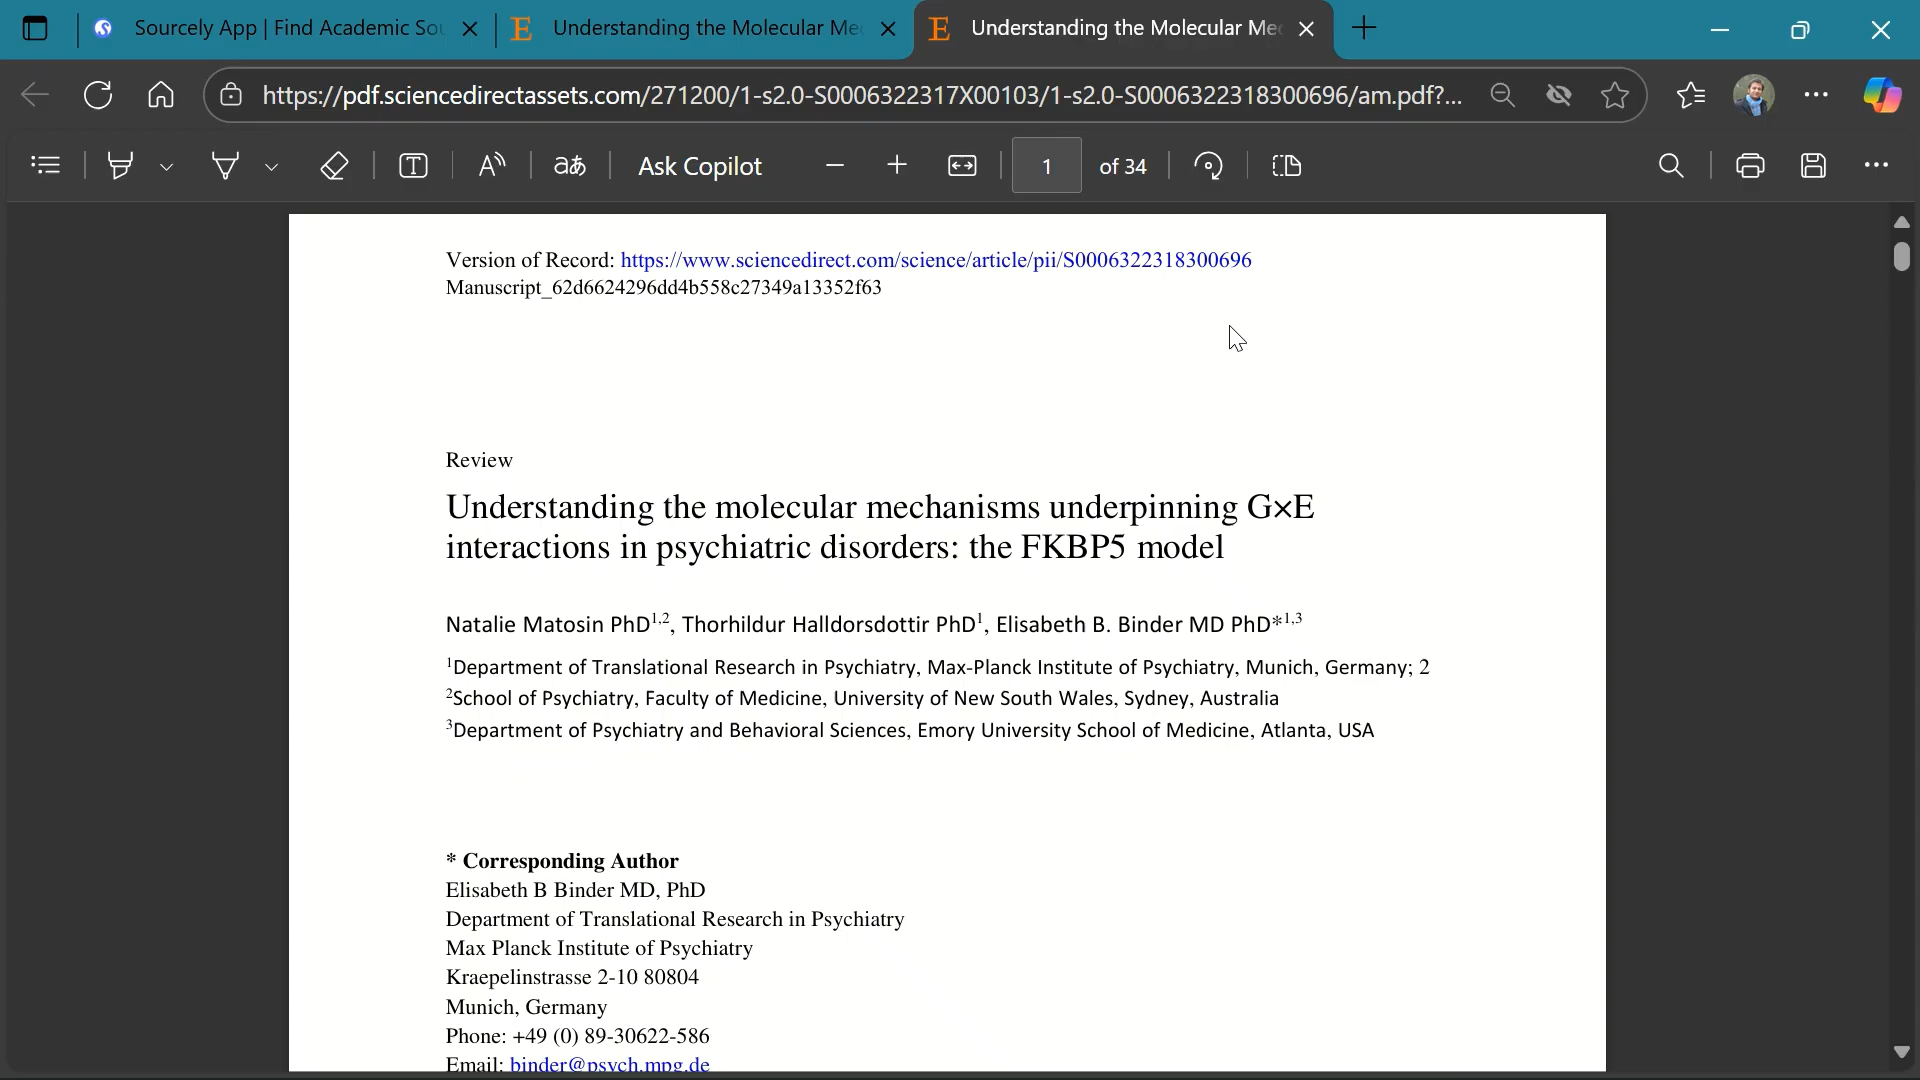 Sourcely App | Find Academic Sou
Understanding the Molecular Me
Understanding the Molecular Me
https://pdf.sciencedirectassets.com/271200/1-s2.0-S0006322317X00103/1-s2.0-S0006322318300696/am.pdf?...
Ask Copilot
1 of 34
Version of Record: https://www.sciencedirect.com/science/article/pii/S0006322318300696
Manuscript_62d6624296dd4b558c27349a13352f63
Review
Understanding the molecular mechanisms underpinning G×E
interactions in psychiatric disorders: the FKBP5 model
Natalie Matosin PhD1,2, Thorhildur Halldorsdottir PhD1, Elisabeth B. Binder MD PhD*1,3
1Department of Translational Research in Psychiatry, Max-Planck Institute of Psychiatry, Munich, Germany; 2
2School of Psychiatry, Faculty of Medicine, University of New South Wales, Sydney, Australia
3Department of Psychiatry and Behavioral Sciences, Emory University School of Medicine, Atlanta, USA
* Corresponding Author
Elisabeth B Binder MD, PhD
Department of Translational Research in Psychiatry
Max Planck Institute of Psychiatry
Kraepelinstrasse 2-10 80804
Munich, Germany
Phone: +49 (0) 89-30622-586
Email: binder@psych.mpg.de